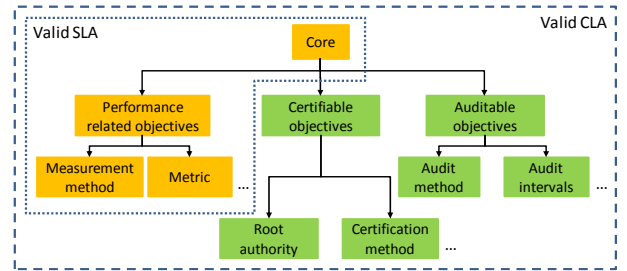 Valid SLA
Core
Valid CLA
Performance
related objectives
Certifiable
objectives
Auditable
objectives
Measurement
method
Metric
...
Audit
method
Audit
intervals
...
Root
authority
Certification
method
...